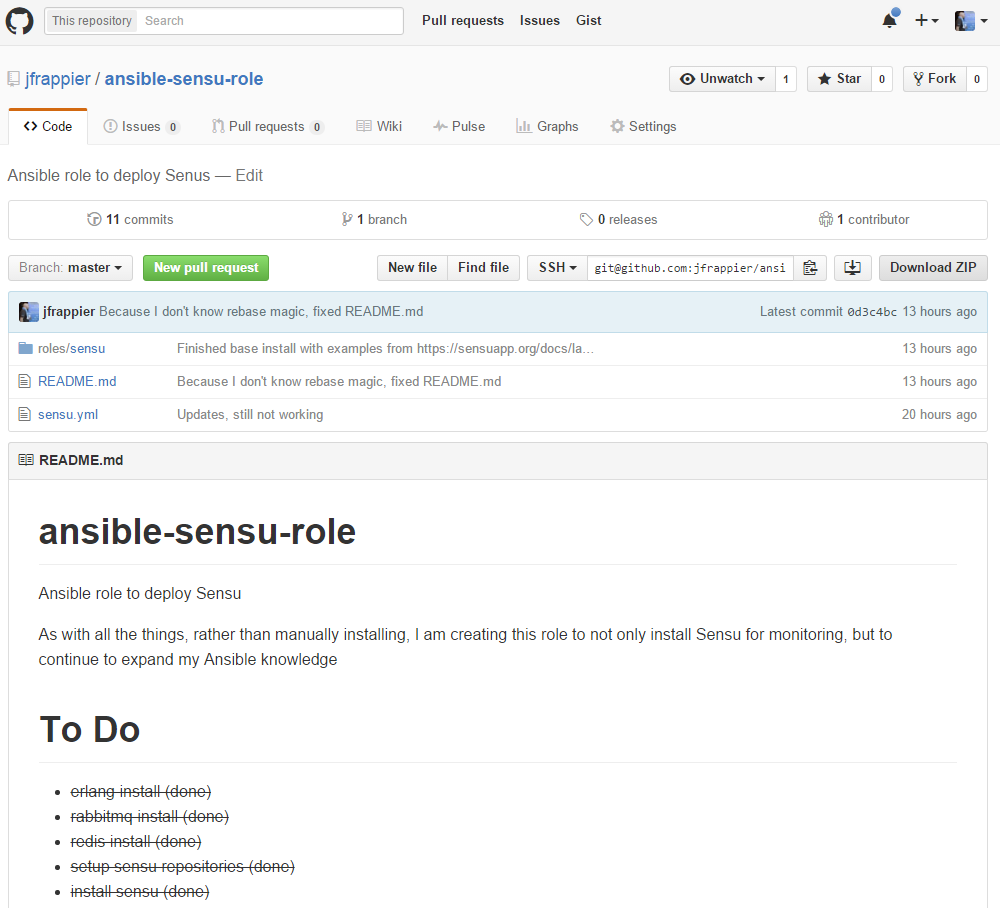 This repository Search Pull requests Issues Gist
jfrappier / ansible-sensu-role Unwatch 1 Star 0 Fork 0
Code Issues 0 Pull requests 0 Wiki Pulse Graphs Settings
Ansible role to deploy Senus — Edit
11 commits 1 branch 0 releases 1 contributor
Branch: master New pull request New file Find file SSH git@github.com:jfrappier/ansi Download ZIP
jfrappier Because I don't know rebase magic, fixed README.md Latest commit 0d3c4bc 13 hours ago
roles/sensu Finished base install with examples from https://sensuapp.org/docs/la… 13 hours ago
README.md Because I don't know rebase magic, fixed README.md 13 hours ago
sensu.yml Updates, still not working 20 hours ago
README.md
ansible-sensu-role
Ansible role to deploy Sensu
As with all the things, rather than manually installing, I am creating this role to not only install Sensu for monitoring, but to
continue to expand my Ansible knowledge
To Do
• erlang install (done)
• rabbitmq install (done)
• redis install (done)
• setup sensu repositories (done)
• install sensu (done)